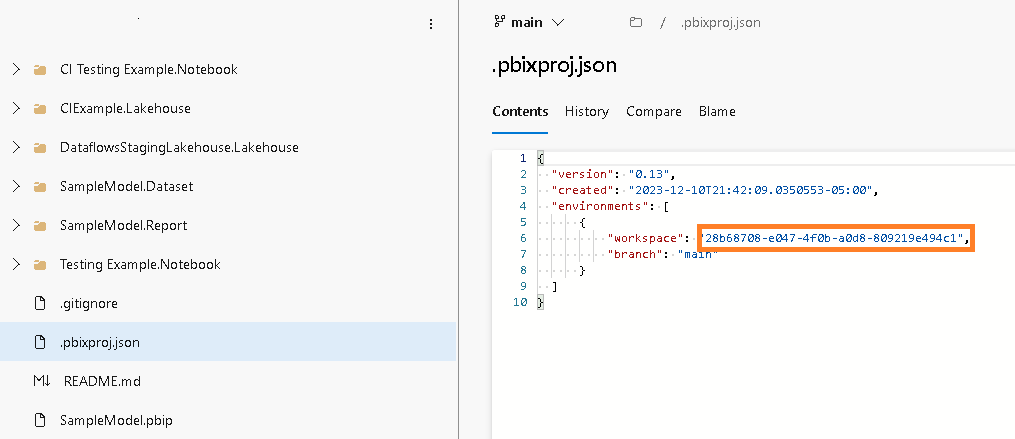 CI Testing Example.Notebook
CIExample.Lakehouse
DataflowsStagingLakehouse.Lakehouse
SampleModel.Dataset
SampleModel.Report
Testing Example.Notebook
.gitignore
.pbixproj.json
M↓ README.md
SampleModel.pbip
main / .pbixproj.json
.pbixproj.json
Contents History Compare Blame
1 {
2 "version": "0.13",
3 "created": "2023-12-10T21:42:09.0350553-05:00",
4 "environments": [
5 {
6 "workspace": "28b68708-e047-4f0b-a0d8-809219e494c1",
7 "branch": "main"
8 }
9 ]
10 }